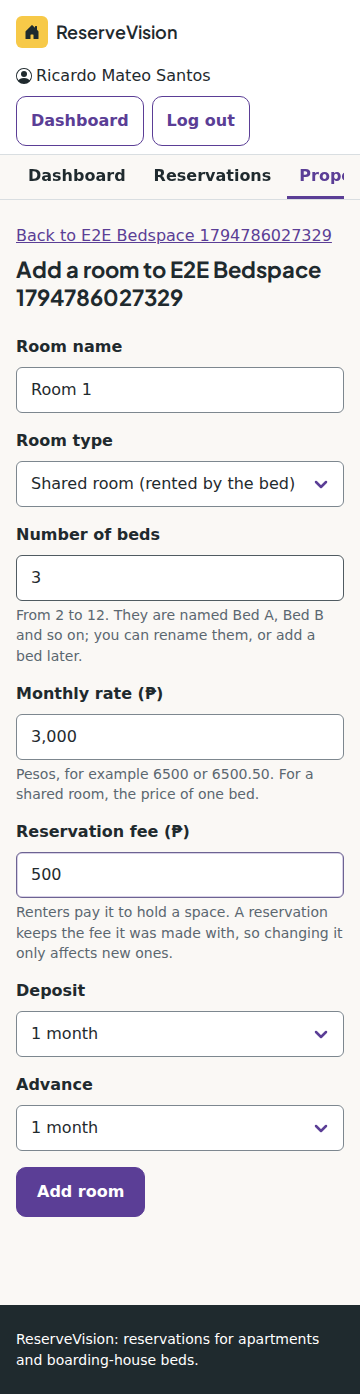 ReserveVision
Ricardo Mateo Santos
Dashboard
Log out
Dashboard
Reservations
Back to E2E Bedspace 1794786027329
Add a room to E2E Bedspace
1794786027329
Room name
Room 1
Room type
Shared room (rented by the bed)
Number of beds
3
From 2 to 12. They are named Bed A, Bed B
and so on; you can rename them, or add a
bed later.
Monthly rate (₱)
3,000
Pesos, for example 6500 or 6500.50. For a
shared room, the price of one bed.
Reservation fee (₱)
500
Renters pay it to hold a space. A reservation
keeps the fee it was made with, so changing it
only affects new ones.
Deposit
1 month
Advance
1 month
Add room
ReserveVision: reservations for apartments
and boarding-house beds.